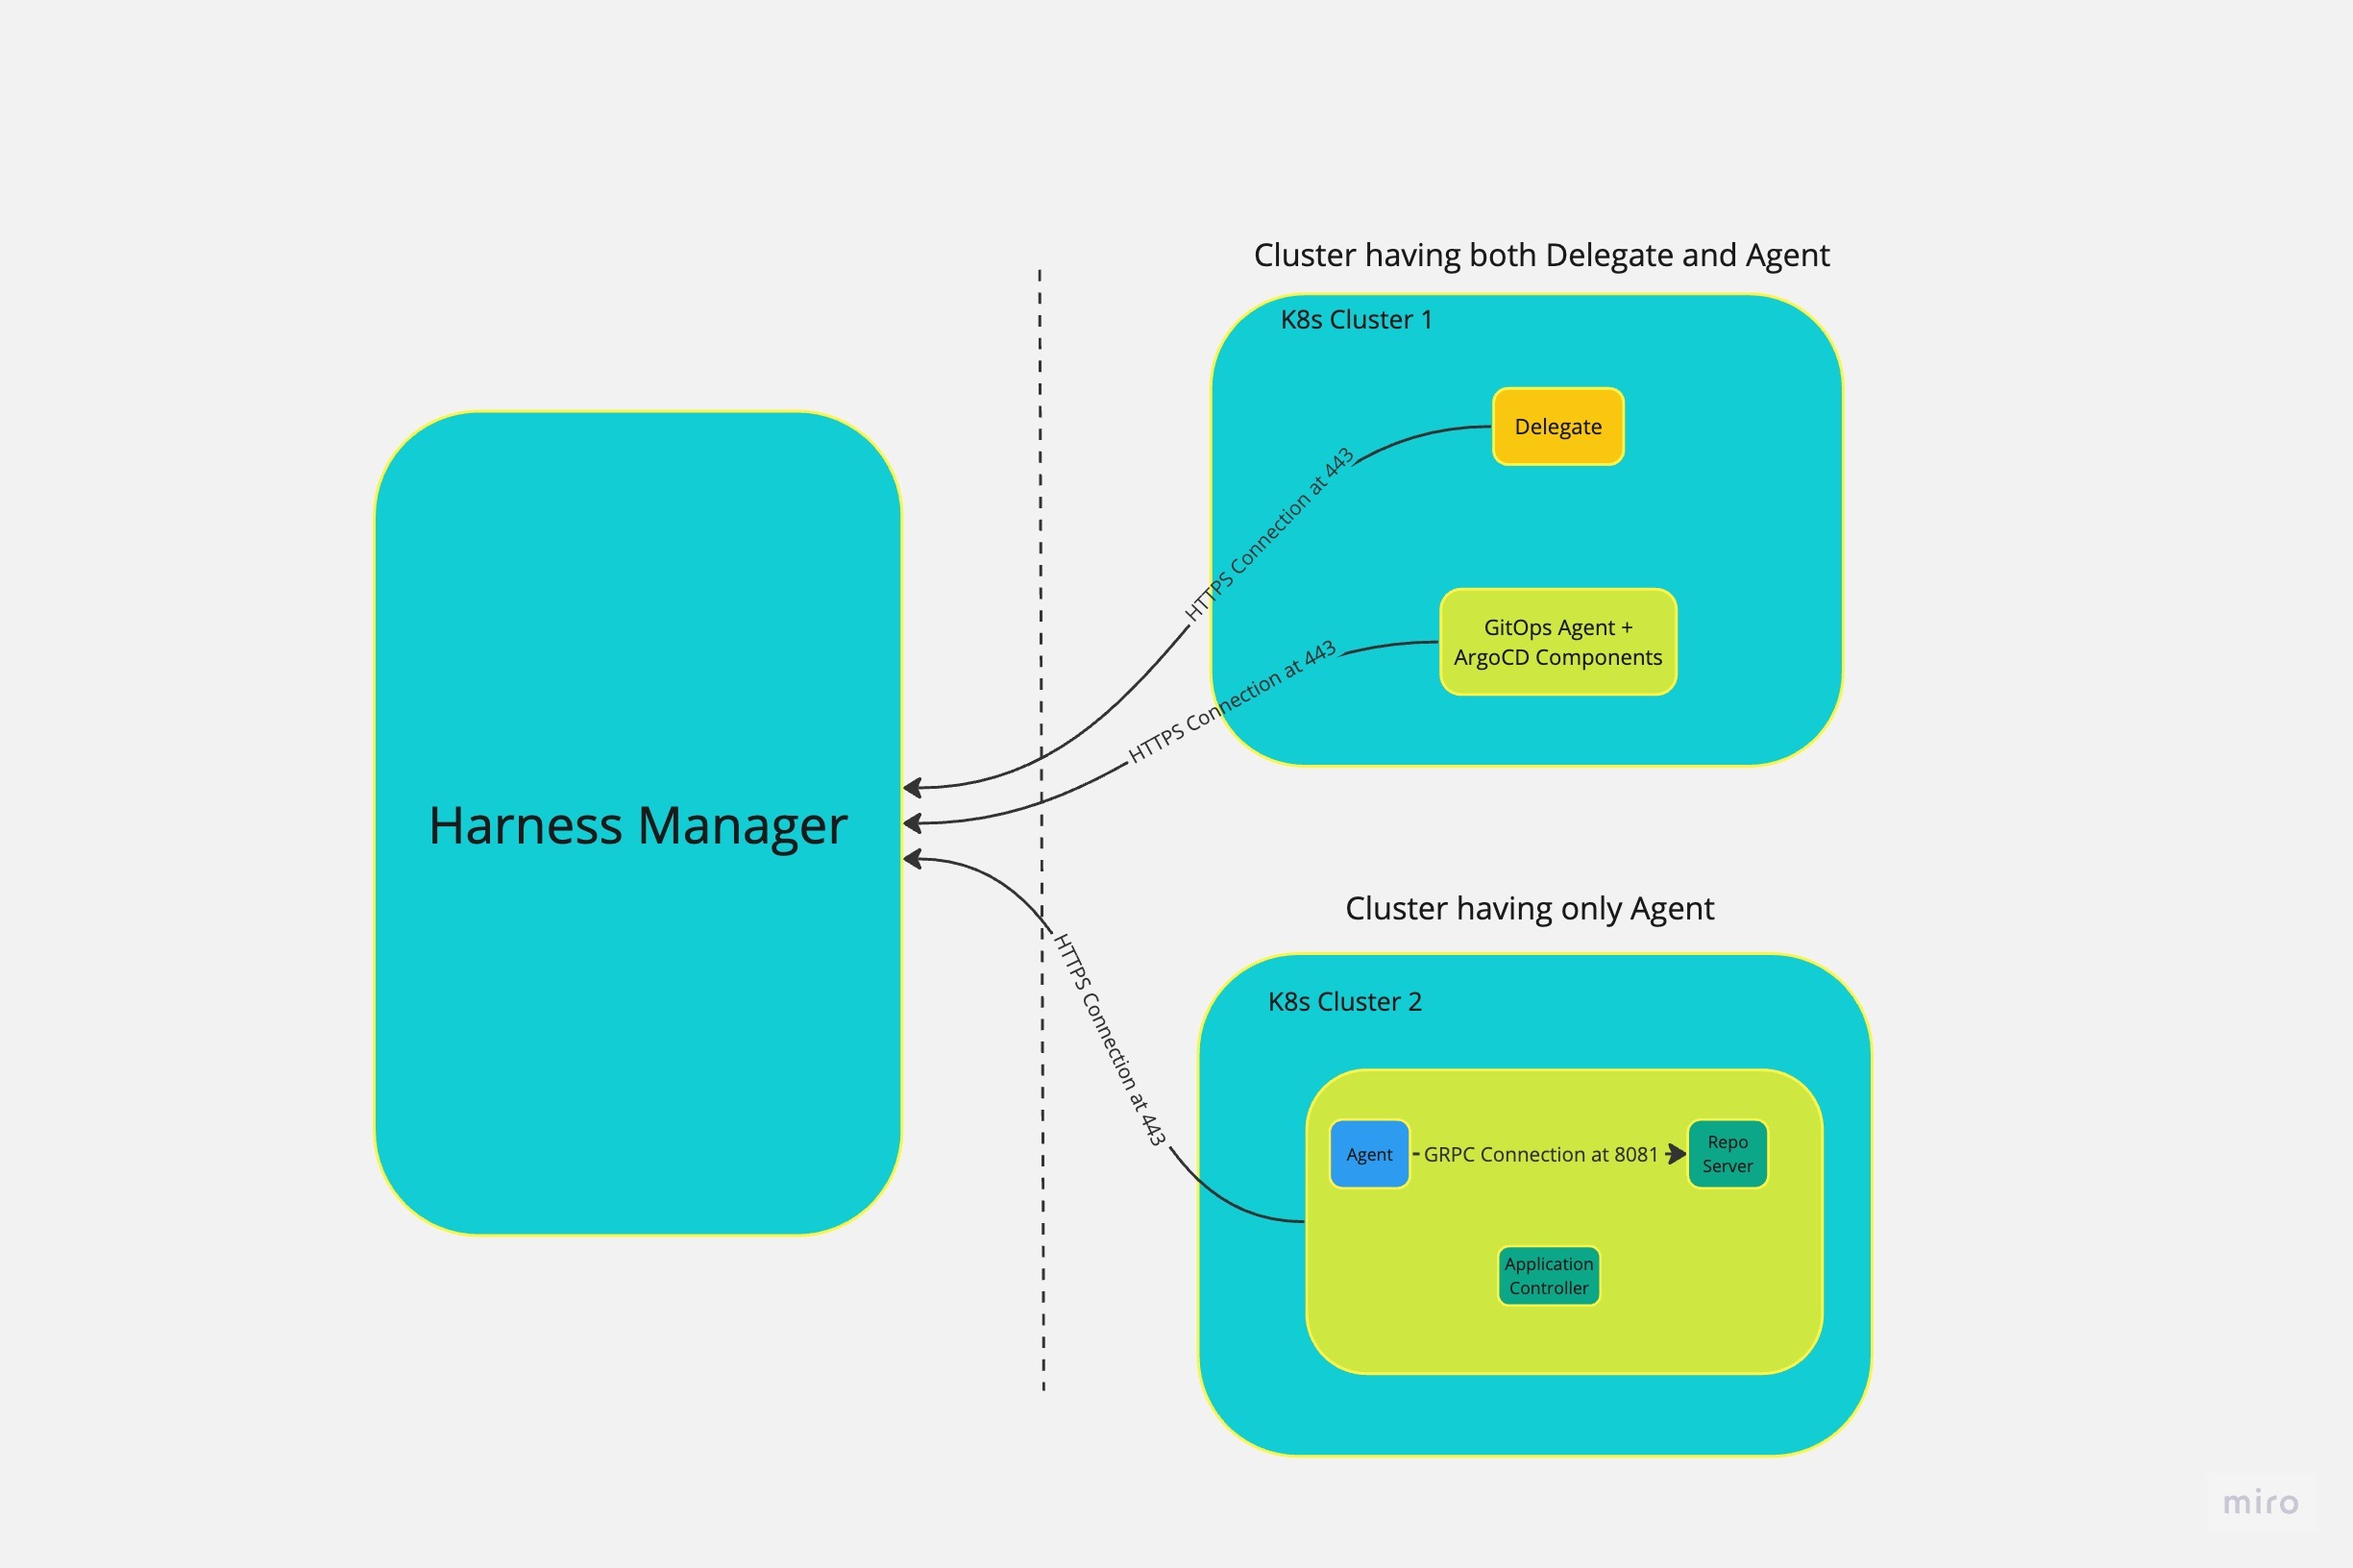 Cluster having both Delegate and Agent
K8s Cluster 1
Delegate
HTTPS Connection at 443
GitOps Agent +
ArgoCD Components
HTTPS Connection at 443
Harness Manager
Cluster having only Agent
HTTPS Connection at 443
K8s Cluster 2
Agent
GRPC Connection at 8081
Repo
Server
Application
Controller
miro